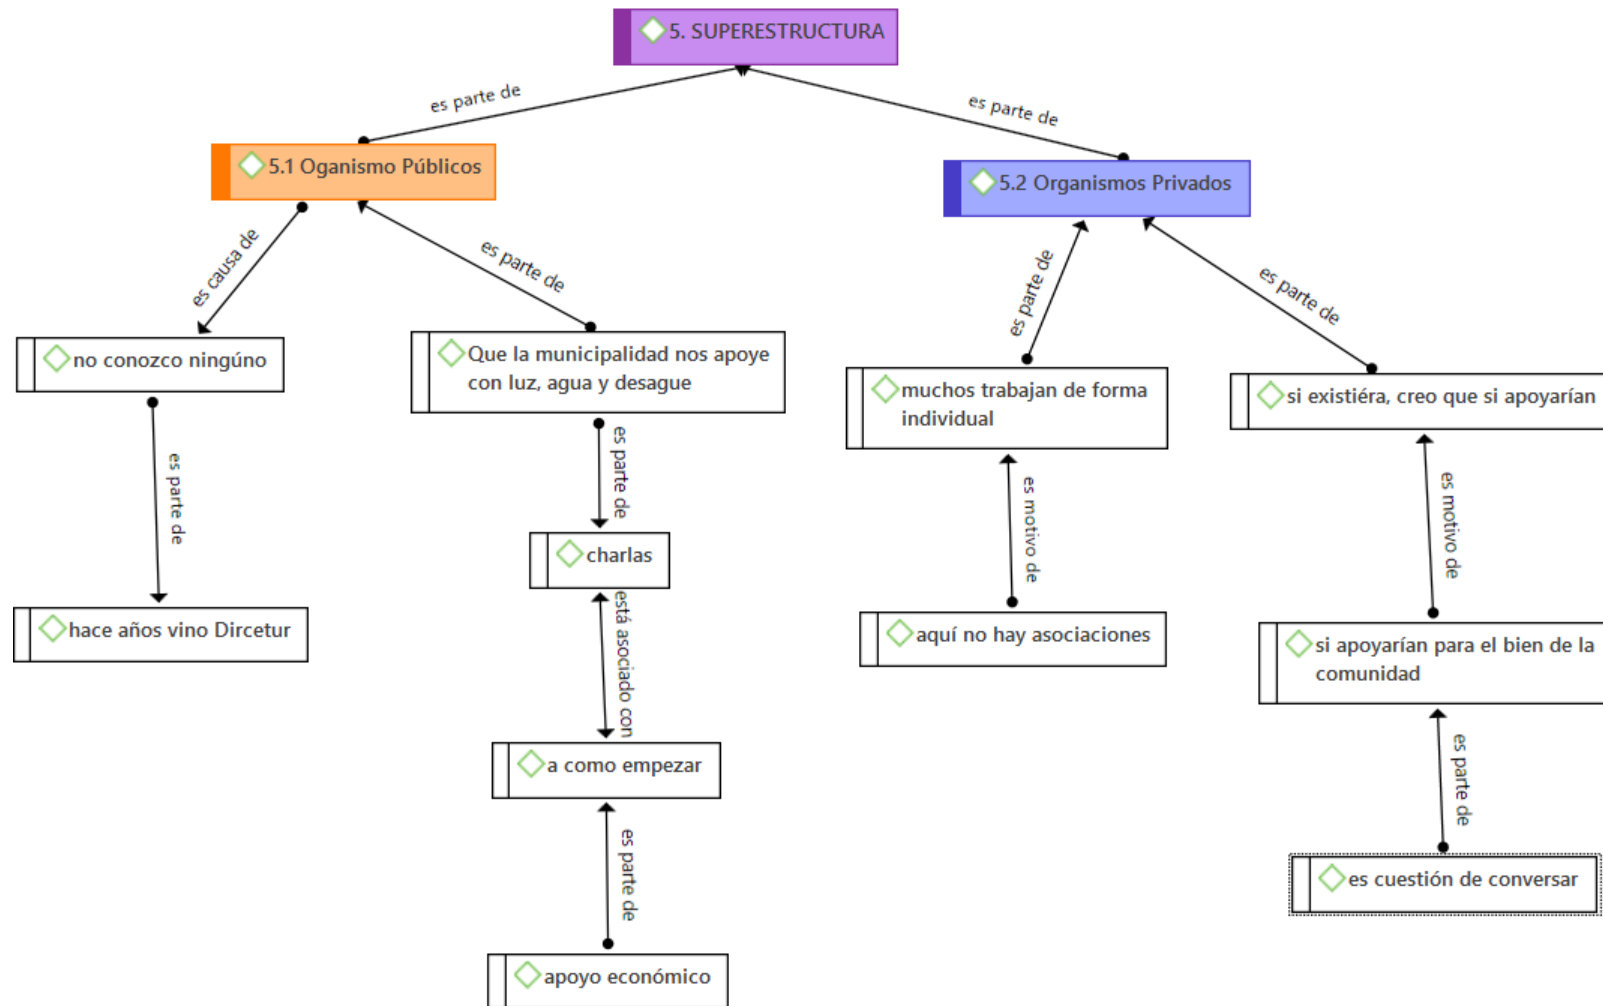 5. SUPERESTRUCTURA
es parte de
es parte de
5.1 Oganismo Públicos
5.2 Organismos Privados
es causa de
es parte de
es parte de
es parte de
no conozco ningúno
Que la municipalidad nos apoye
con luz, agua y desague
muchos trabajan de forma
individual
si existiéra, creo que si apoyarían
es parte de
es parte de
es motivo de
es motivo de
charlas
hace años vino Dircetur
está asociado con
aquí no hay asociaciones
si apoyarían para el bien de la
comunidad
a como empezar
es parte de
es parte de
es cuestión de conversar
apoyo económico